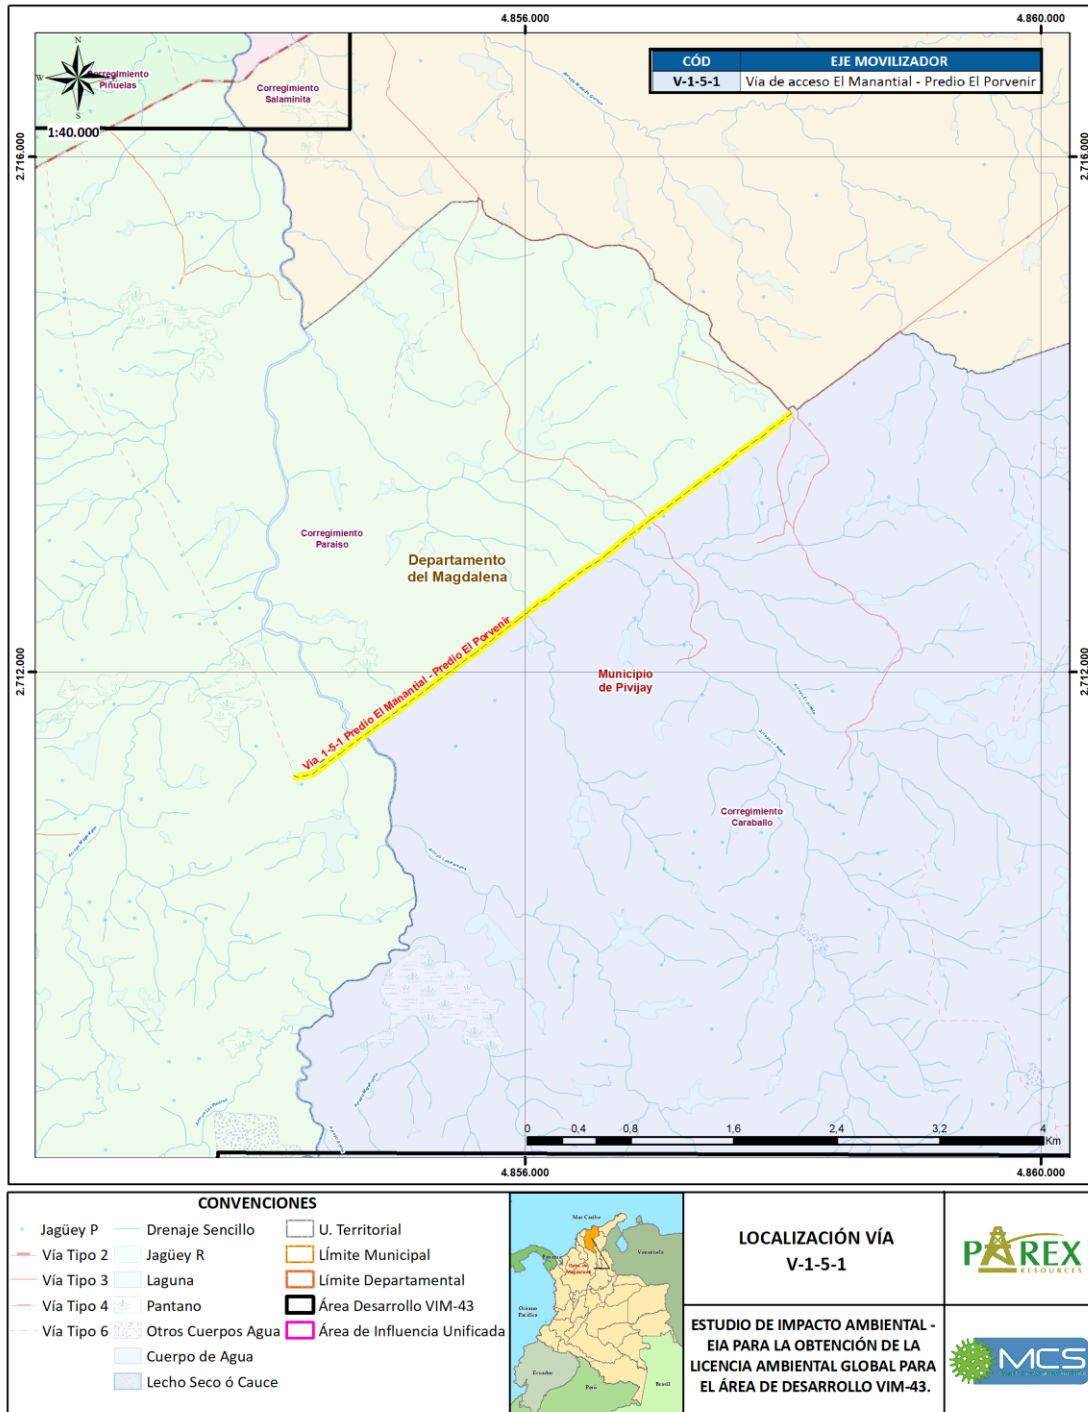 4.856.000
4.860.000
N
W
S
Corregimiento
Piñuelas
Corregimiento
Salaminita
1:40.000
CÓD
EJE MOVILIZADOR
V-1-5-1
Vía de acceso El Manantial - Predio El Porvenir
2.716.000
2.716.000
Corregimiento
Paraiso
Departamento
del Magdalena
Via_1-5-1 Predio El Manantial - Predio El Porvenir
2.712.000
2.712.000
Municipio
de Pivijay
Corregimiento
Caraballo
0
0,4
0,8
1,6
2,4
3,2
4
Km
4.856.000
4.860.000
CONVENCIONES
Jagüey P
Vía Tipo 2
Vía Tipo 3
Vía Tipo 4
Vía Tipo 6
Drenaje Sencillo
Jagüey R
Laguna
Pantano
Otros Cuerpos Agua
Cuerpo de Agua
Lecho Seco ó Cauce
U. Territorial
Límite Municipal
Límite Departamental
Área Desarrollo VIM-43
Área de Influencia Unificada
Mar Caribe
Venezuela
Océano
Pacífico
Ecuador
Perú
Brasil
LOCALIZACIÓN VÍA
V-1-5-1
ESTUDIO DE IMPACTO AMBIENTAL -
EIA PARA LA OBTENCIÓN DE LA
LICENCIA AMBIENTAL GLOBAL PARA
EL ÁREA DE DESARROLLO VIM-43.
PAREX
RESOURCES
MCS